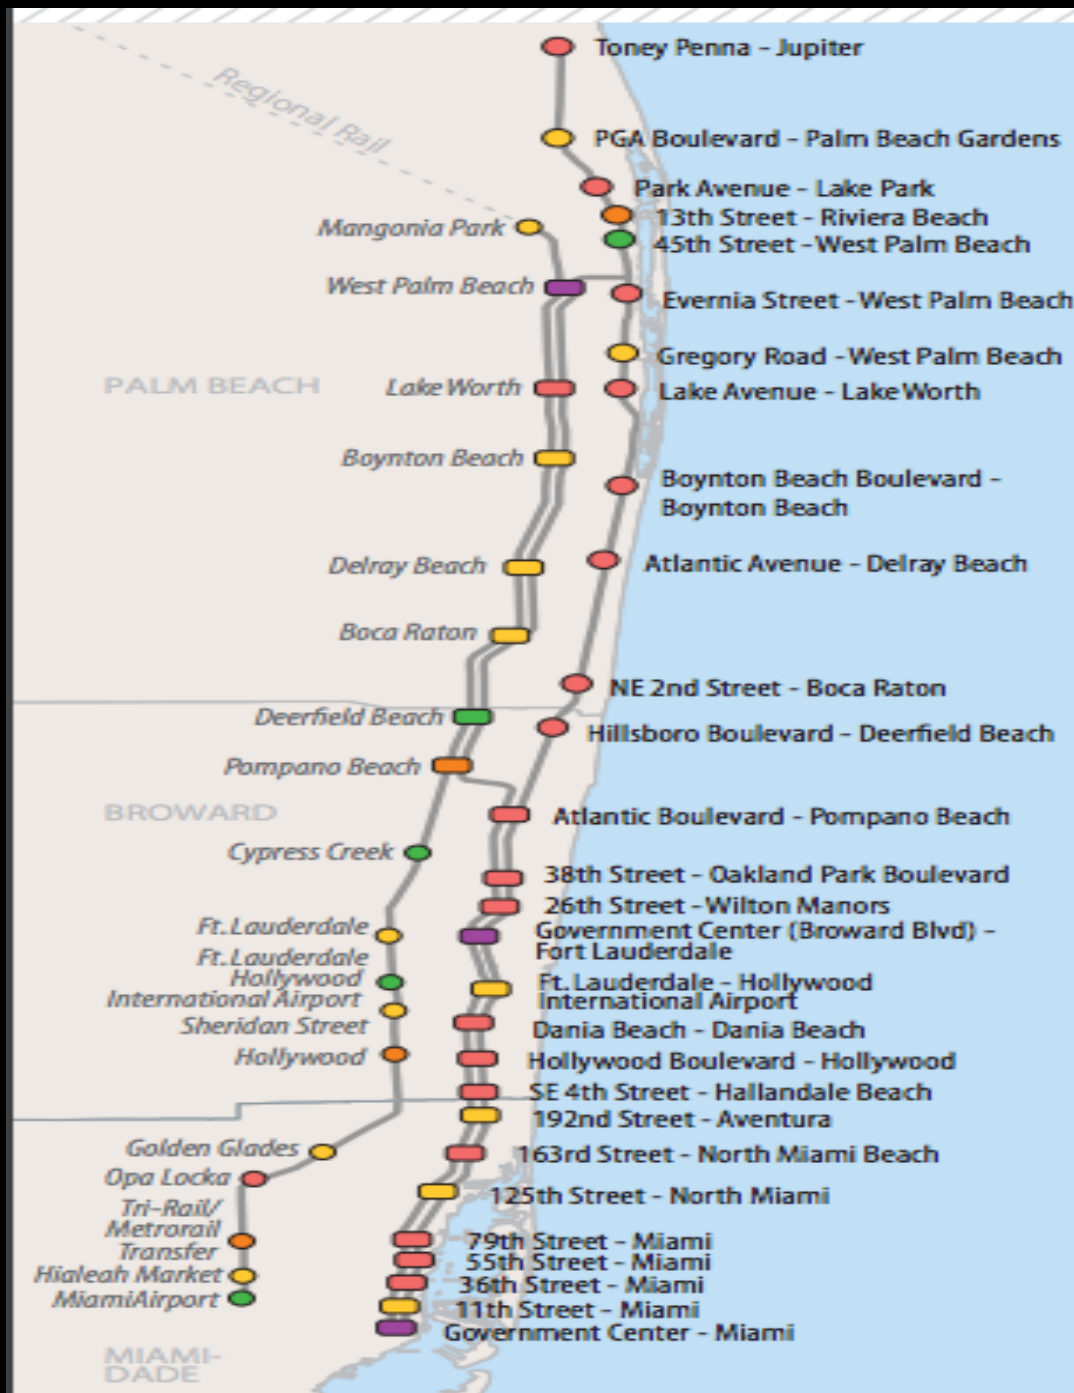 Toney Penna - Jupiter
Regional Rail
PGA Boulevard - Palm Beach Gardens
Park Avenue - Lake Park
13th Street - Riviera Beach
Mangonia Park
45th Street - West Palm Beach
West Palm Beach
Evernia Street - West Palm Beach
Gregory Road - West Palm Beach
PALM BEACH
Lake Worth
Lake Avenue - Lake Worth
Boynton Beach
Boynton Beach Boulevard -
Boynton Beach
Delray Beach
Atlantic Avenue - Delray Beach
Boca Raton
NE 2nd Street - Boca Raton
Deerfield Beach
Hillsboro Boulevard - Deerfield Beach
Pompano Beach
BROWARD
Atlantic Boulevard - Pompano Beach
Cypress Creek
38th Street - Oakland Park Boulevard
26th Street - Wilton Manors
Ft. Lauderdale
Government Center (Broward Blvd) -
Fort Lauderdale
Ft. Lauderdale
Hollywood
International Airport
Ft. Lauderdale - Hollywood
International Airport
Sheridan Street
Dania Beach - Dania Beach
Hollywood
Hollywood Boulevard - Hollywood
SE 4th Street - Hallandale Beach
192nd Street - Aventura
Golden Glades
163rd Street - North Miami Beach
Opa Locka
125th Street - North Miami
Tri-Rail/
Metrorail
Transfer
79th Street - Miami
55th Street - Miami
Hialeah Market
36th Street - Miami
MiamiAirport
11th Street - Miami
Government Center - Miami
MIAMI-
DADE